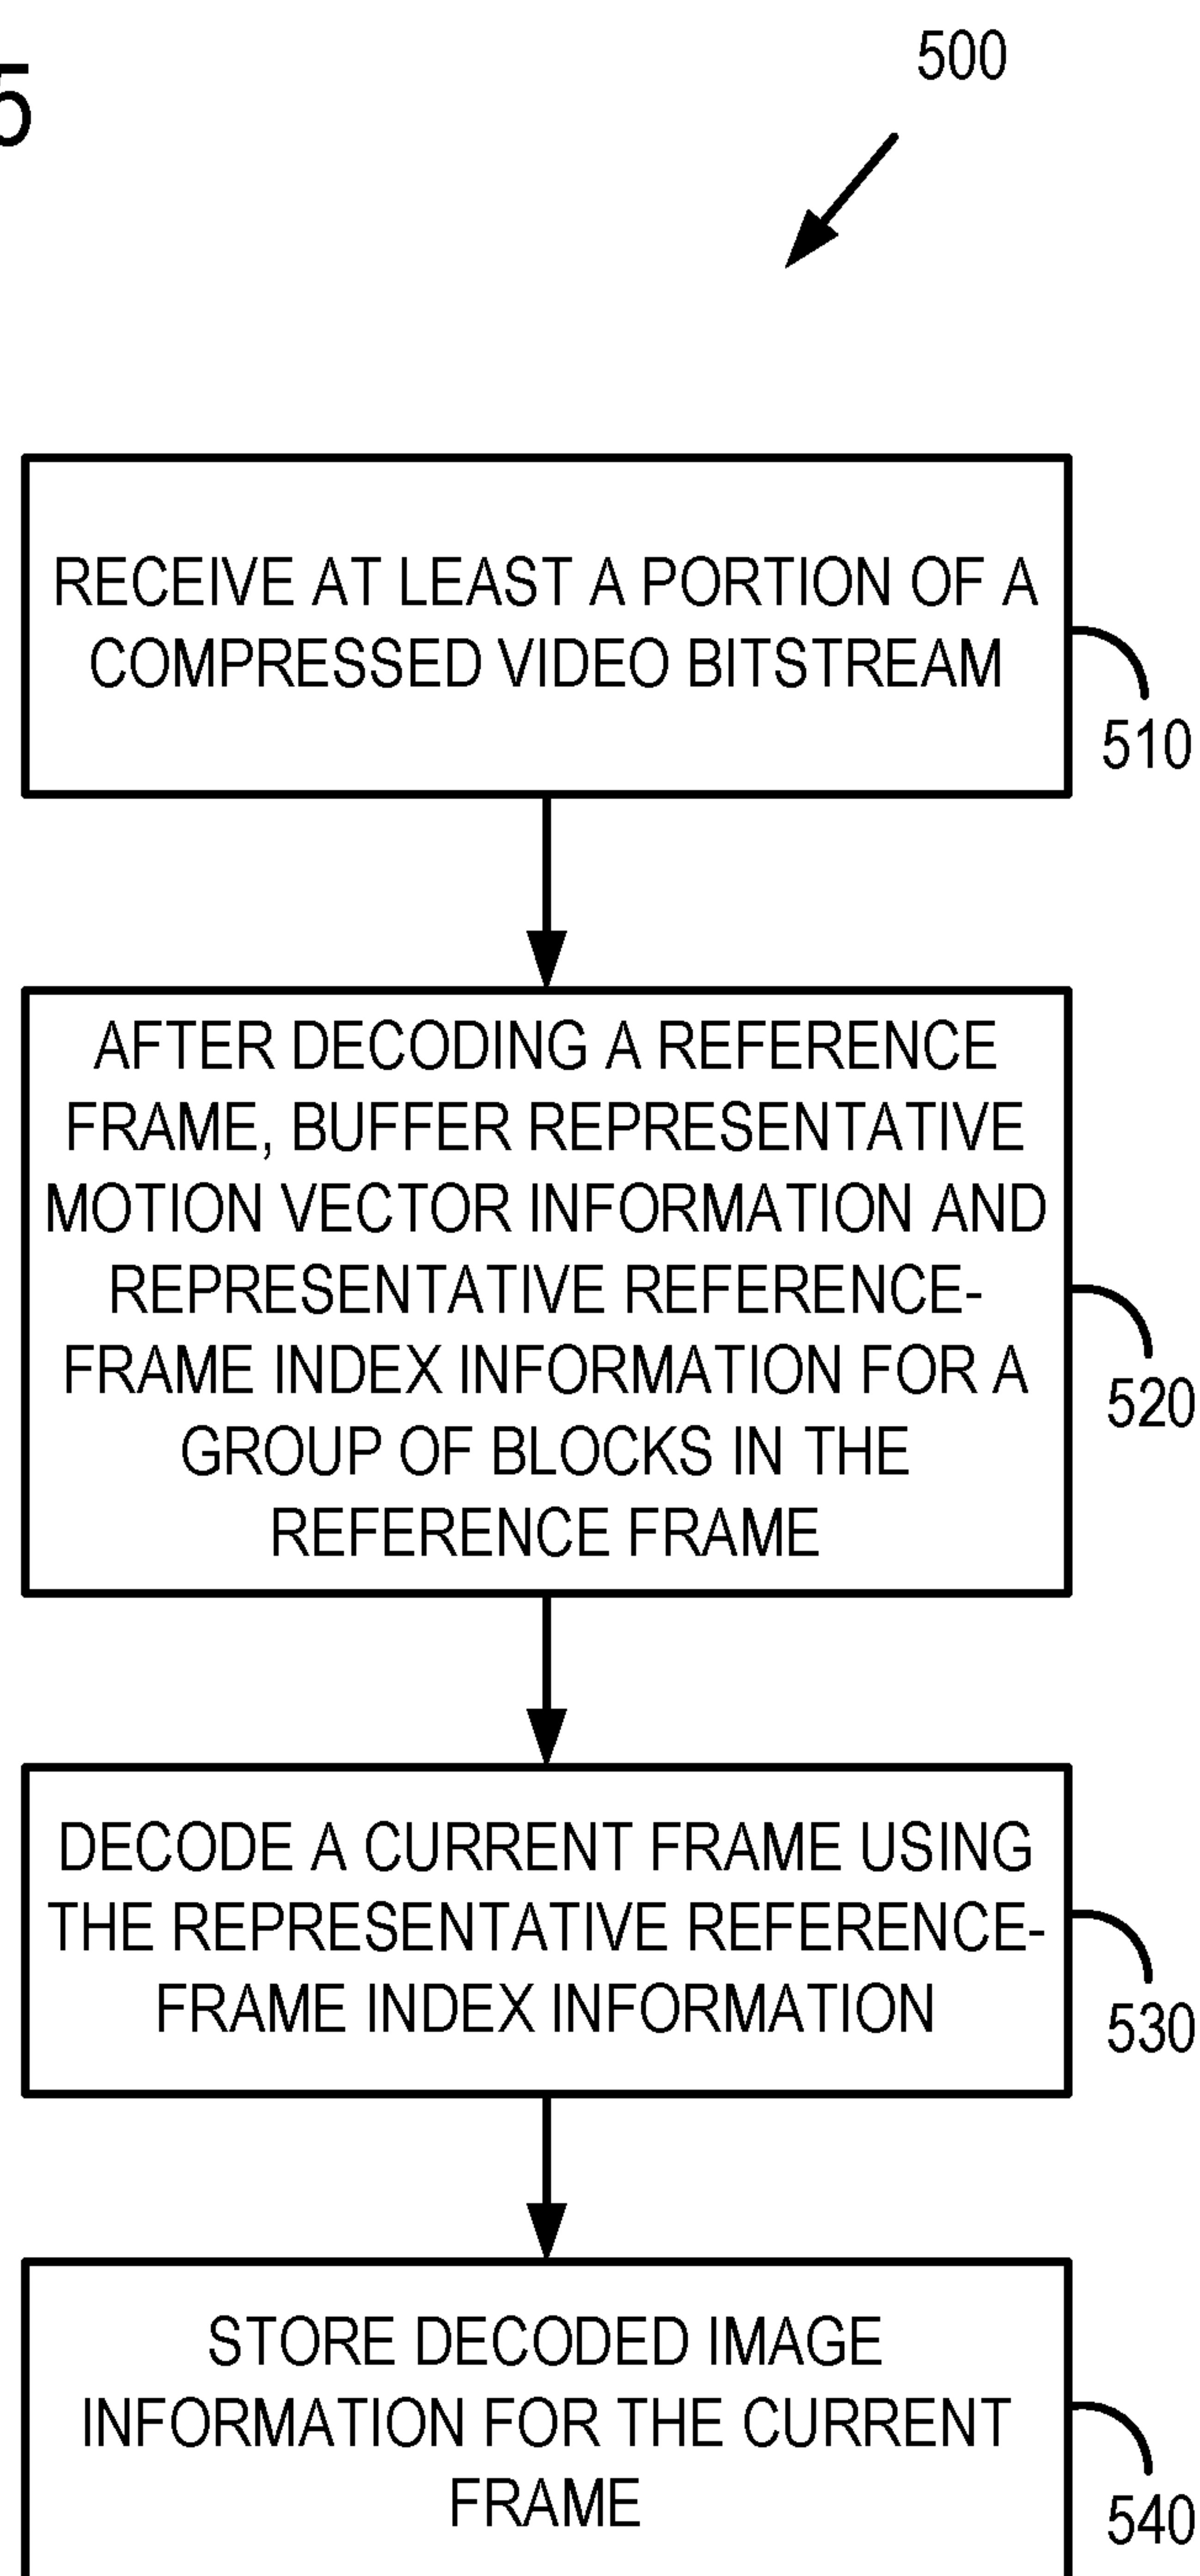 5
500
RECEIVE AT LEAST A PORTION OF A
COMPRESSED VIDEO BITSTREAM
510
AFTER DECODING A REFERENCE
FRAME, BUFFER REPRESENTATIVE
MOTION VECTOR INFORMATION AND
REPRESENTATIVE REFERENCE-
FRAME INDEX INFORMATION FOR A
GROUP OF BLOCKS IN THE
REFERENCE FRAME
520
DECODE A CURRENT FRAME USING
THE REPRESENTATIVE REFERENCE-
FRAME INDEX INFORMATION
530
STORE DECODED IMAGE
INFORMATION FOR THE CURRENT
FRAME
540